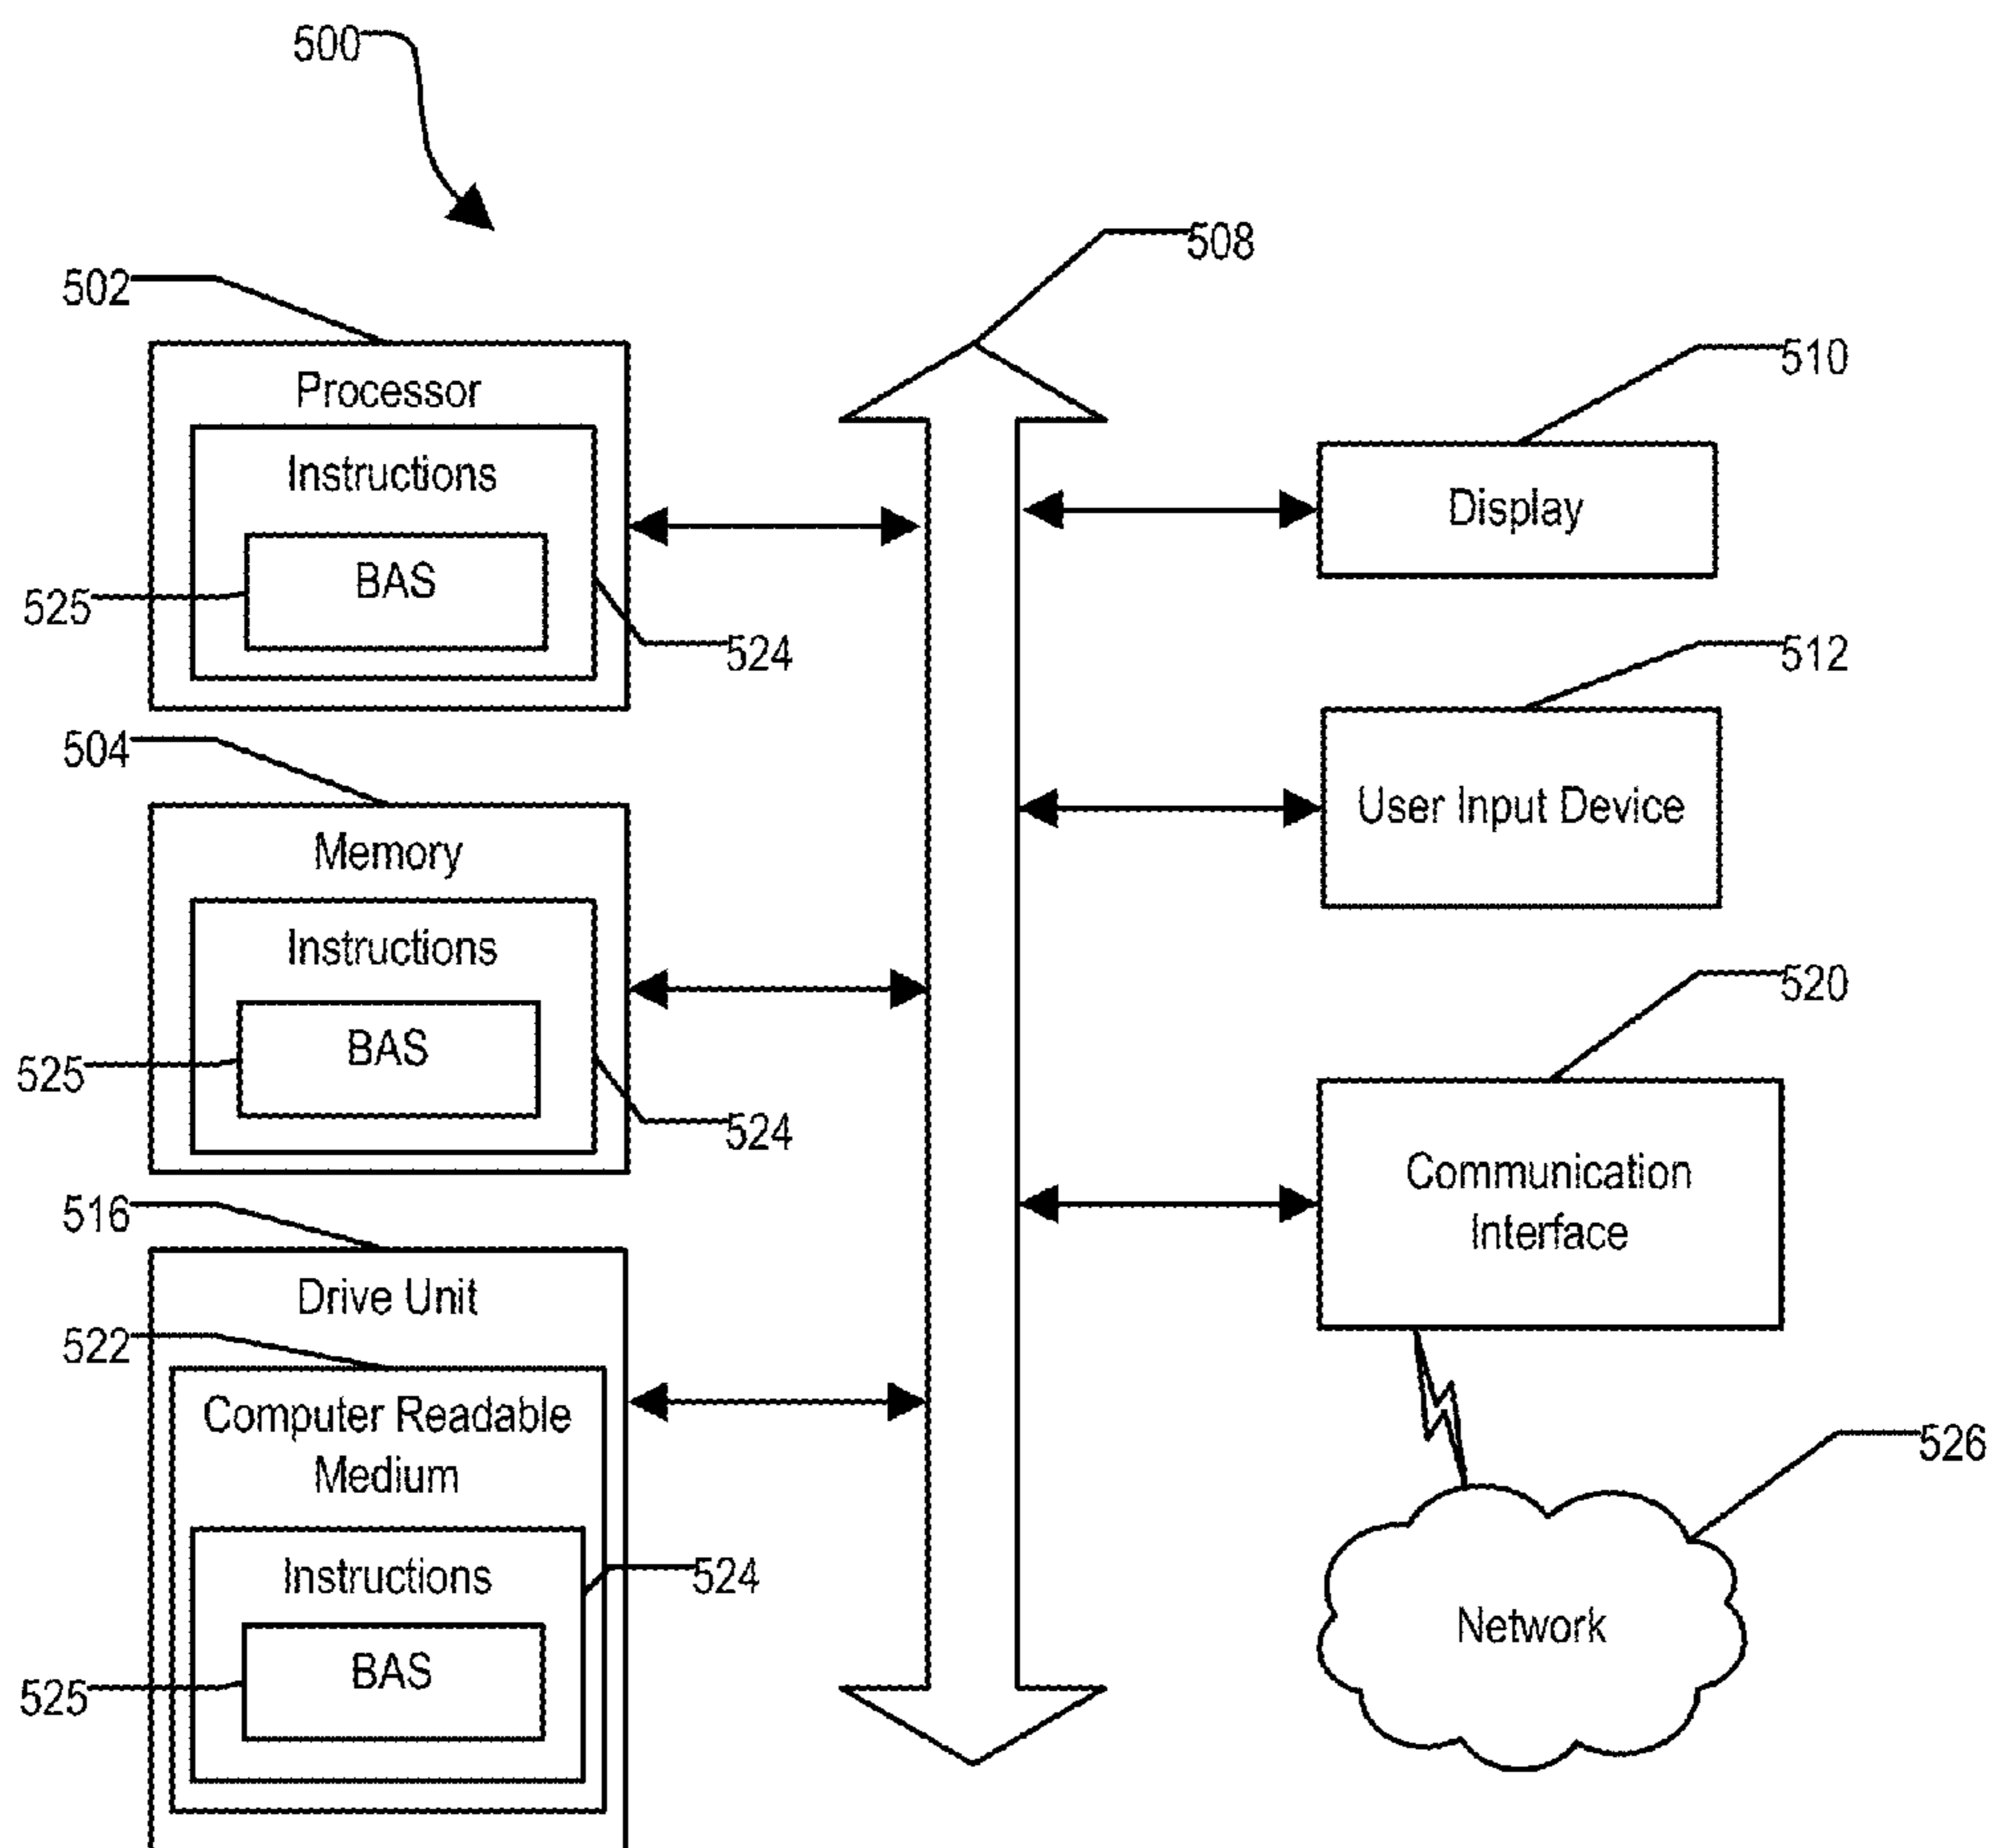 500
508
502
510
Processor
Instructions
Display
BAS
525
524
512
504
User Input Device
Memory
Instructions
520
BAS
525
524
Communication
Interface
516
Drive Unit
522
Computer Readable
Medium
526
Instructions
524
Network
BAS
525